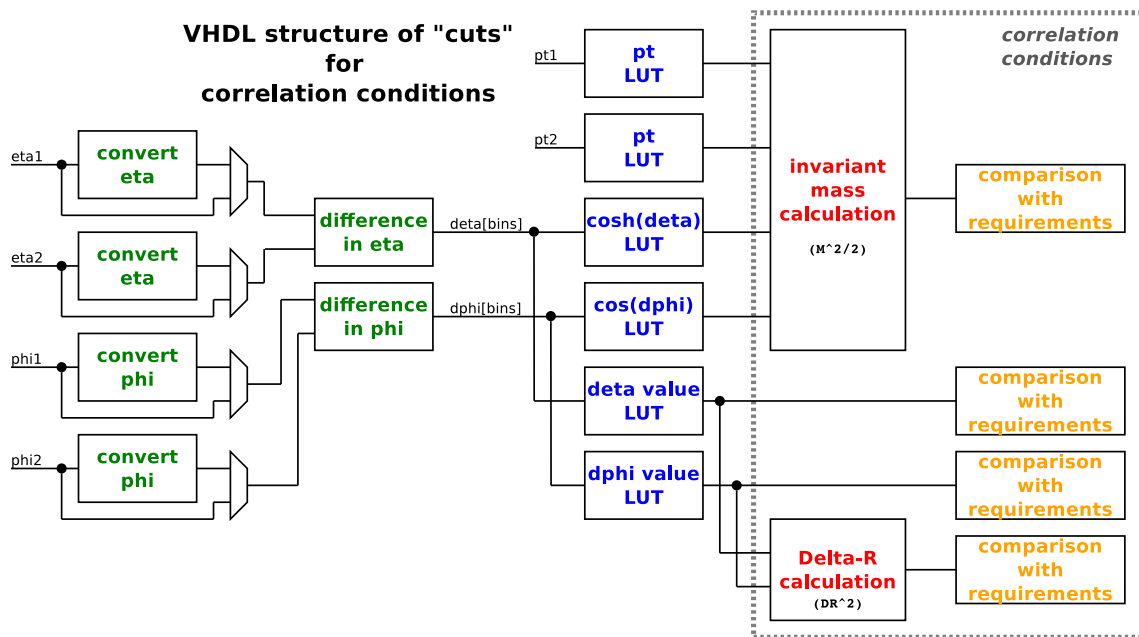 VHDL structure of "cuts"
for
correlation conditions
correlation
conditions
pt1
pt
LUT
pt2
pt
LUT
eta1
convert
eta
eta2
convert
eta
phi1
convert
phi
phi2
convert
phi
difference
in eta
difference
in phi
deta[bins]
dphi[bins]
cosh(deta)
LUT
cos(dphi)
LUT
deta value
LUT
dphi value
LUT
invariant
mass
calculation
(M^2/2)
Delta-R
calculation
(DR^2)
comparison
with
requirements
comparison
with
requirements
comparison
with
requirements
comparison
with
requirements